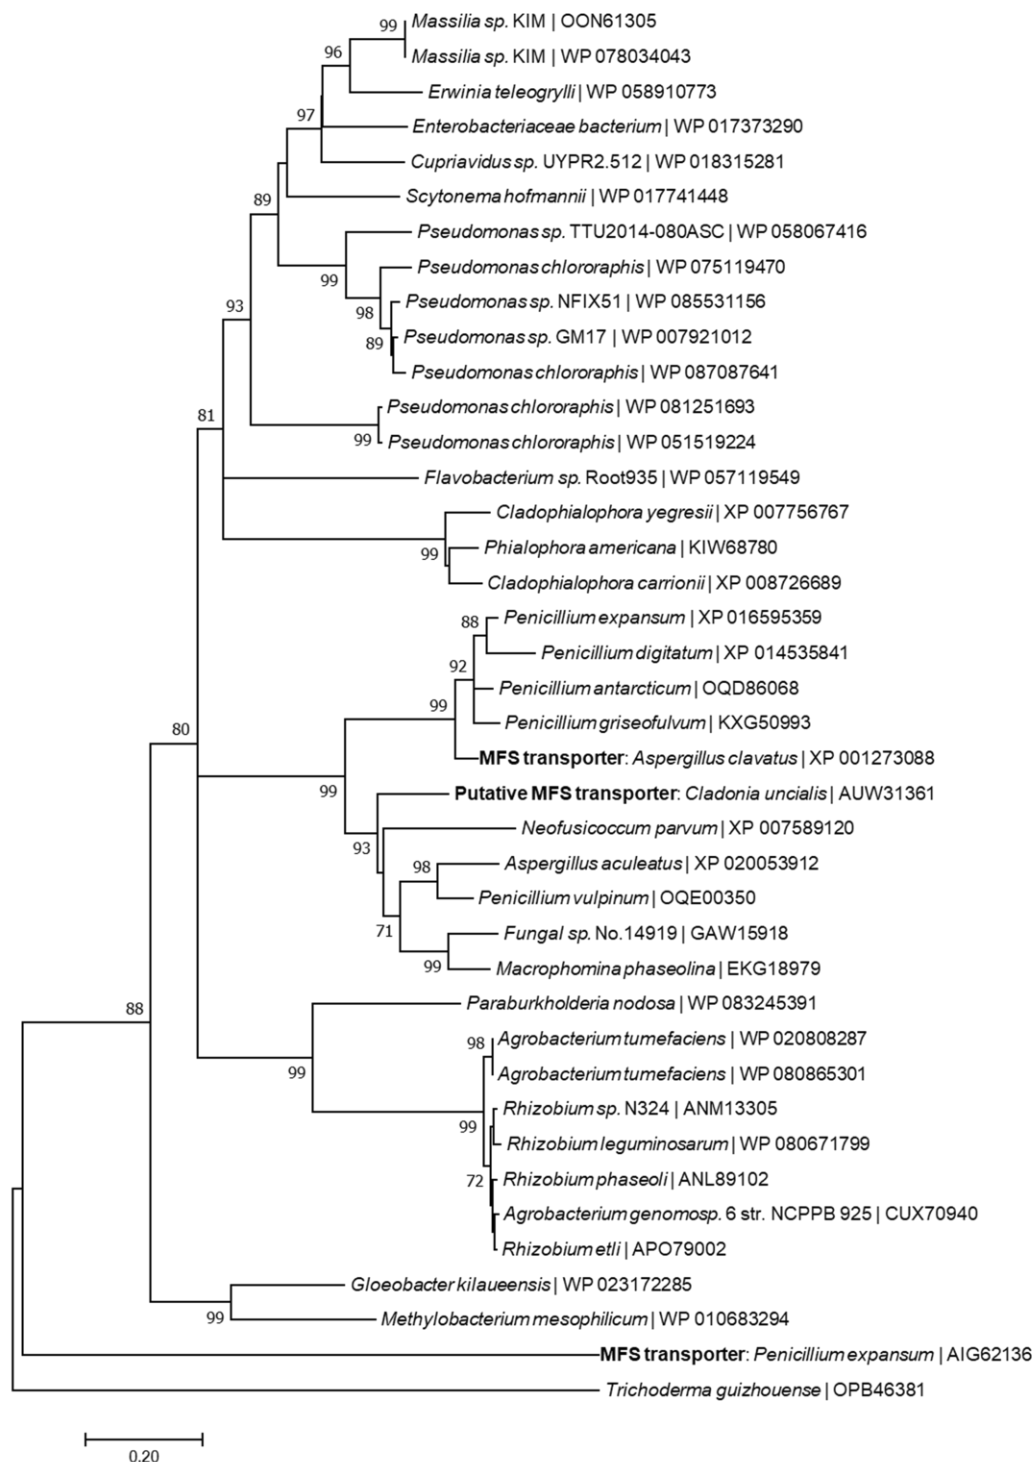 99
Massilia sp. KIM | OON61305
Massilia sp. KIM | WP 078034043
96
Erwinia teleogrylli | WP 058910773
97
Enterobacteriaceae bacterium | WP 017373290
Cupriavidus sp. UYPR2.512 | WP 018315281
89
Scytonema hofmannii | WP 017741448
Pseudomonas sp. TTU2014-080ASC | WP 058067416
99
Pseudomonas chlororaphis | WP 075119470
98
Pseudomonas sp. NFIX51 | WP 085531156
93
Pseudomonas sp. GM17 | WP 007921012
89
Pseudomonas chlororaphis | WP 087087641
Pseudomonas chlororaphis | WP 081251693
81
99
Pseudomonas chlororaphis | WP 051519224
Flavobacterium sp. Root935 | WP 057119549
Cladophialophora yegresii | XP 007756767
99
Phialophora americana | KIW68780
Cladophialophora carrionii | XP 008726689
88
Penicillium expansum | XP 016595359
Penicillium digitatum | XP 014535841
92
Penicillium antarcticum | OQD86068
99
Penicillium griseofulvum | KXG50993
80
MFS transporter: Aspergillus clavatus | XP 001273088
99
Putative MFS transporter: Cladonia uncialis | AUW31361
93
Neofusicoccum parvum | XP 007589120
98
Aspergillus aculeatus | XP 020053912
Penicillium vulpinum | OQE00350
71
Fungal sp. No.14919 | GAW15918
99
Macrophomina phaseolina | EKG18979
88
Paraburkholderia nodosa | WP 083245391
98
Agrobacterium tumefaciens | WP 020808287
99
Agrobacterium tumefaciens | WP 080865301
Rhizobium sp. N324 | ANM13305
99
Rhizobium leguminosarum | WP 080671799
72
Rhizobium phaseoli | ANL89102
Agrobacterium genomosp. 6 str. NCPPB 925 | CUX70940
Rhizobium etli | APO79002
Gloeobacter kilaueensis | WP 023172285
99
Methylobacterium mesophilicum | WP 010683294
MFS transporter: Penicillium expansum | AIG62136
Trichoderma guizhouense | OPB46381
0.20